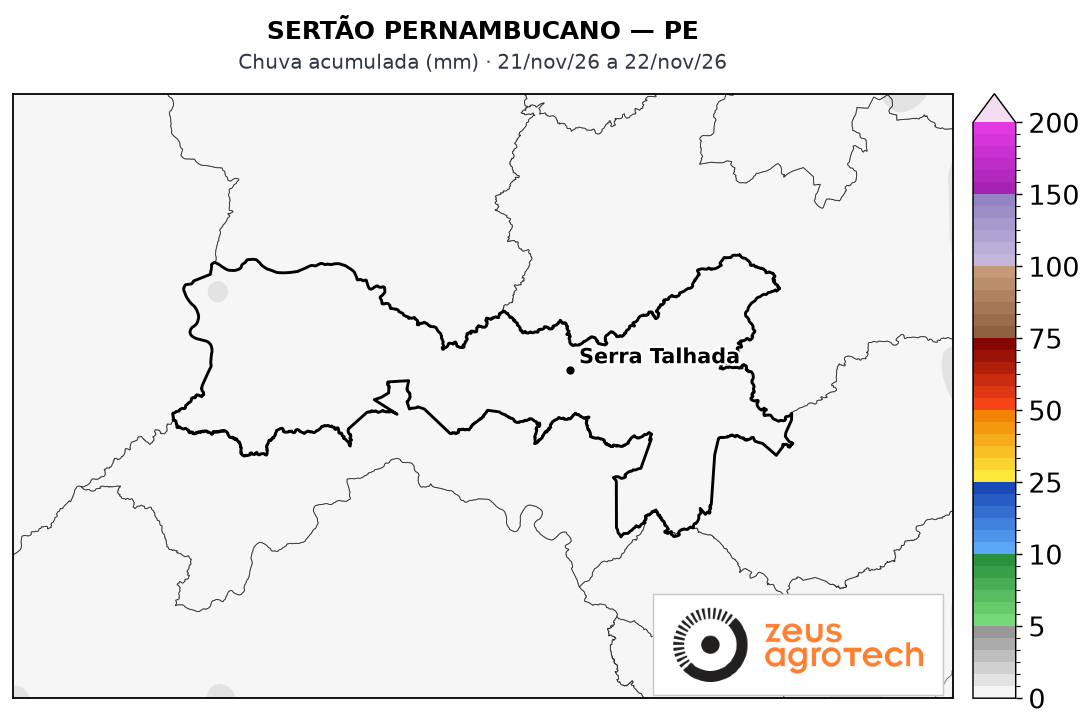 SERTÃO PERNAMBUCANO — PE
Chuva acumulada (mm) · 21/nov/26 a 22/nov/26
Serra Talhada
200
150
100
75
50
25
10
5
0
zeus
agrotech